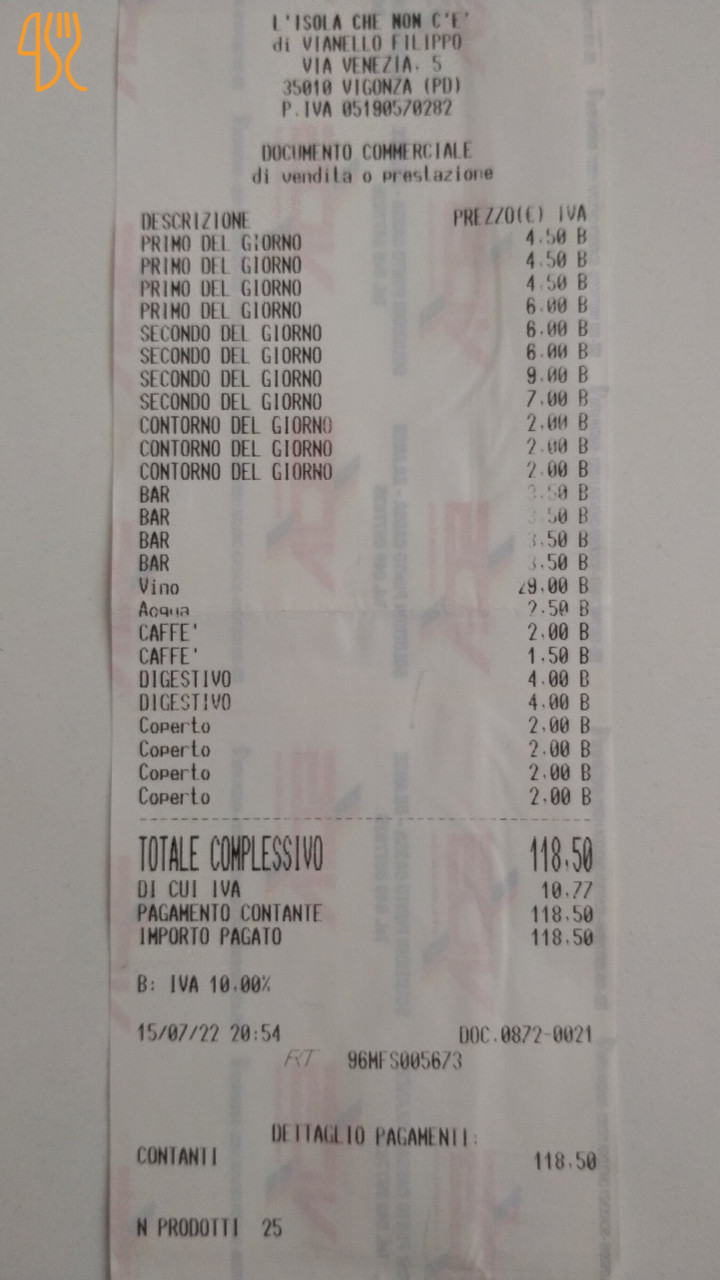 L'ISOLA CHE NON C'E'
di VIANELLO FILIPPO
VIA VENEZIA, 5
35010 VIGONZA (PD)
P.IVA 05190570282
DOCUMENTO COMMERCIALE
di vendita o prestazione
DESCRIZIONE PREZZO(€) IVA
PRIMO DEL GIORNO 4.50 B
PRIMO DEL GIORNO 4.50 B
PRIMO DEL GIORNO 4.50 B
PRIMO DEL GIORNO 6.00 B
SECONDO DEL GIORNO 6.00 B
SECONDO DEL GIORNO 6.00 B
SECONDO DEL GIORNO 9.00 B
SECONDO DEL GIORNO 7.00 B
CONTORNO DEL GIORNO 2.00 B
CONTORNO DEL GIORNO 2.00 B
CONTORNO DEL GIORNO 2.00 B
BAR 3.50 B
BAR 3.50 B
BAR 3.50 B
BAR 3.50 B
Vino 29.00 B
Acqua 2.50 B
CAFFE' 2.00 B
CAFFE' 1.50 B
DIGESTIVO 4.00 B
DIGESTIVO 4.00 B
Coperto 2.00 B
Coperto 2.00 B
Coperto 2.00 B
Coperto 2.00 B
TOTALE COMPLESSIVO 118,50
DI CUI IVA 10.77
PAGAMENTO CONTANTE 118.50
IMPORTO PAGATO 118.50
B: IVA 10.00%
15/07/22 20:54 DOC.0872-0021
RT 96MFS005673
DETTAGLIO PAGAMENTI:
CONTANTI 118.50
N PRODOTTI 25